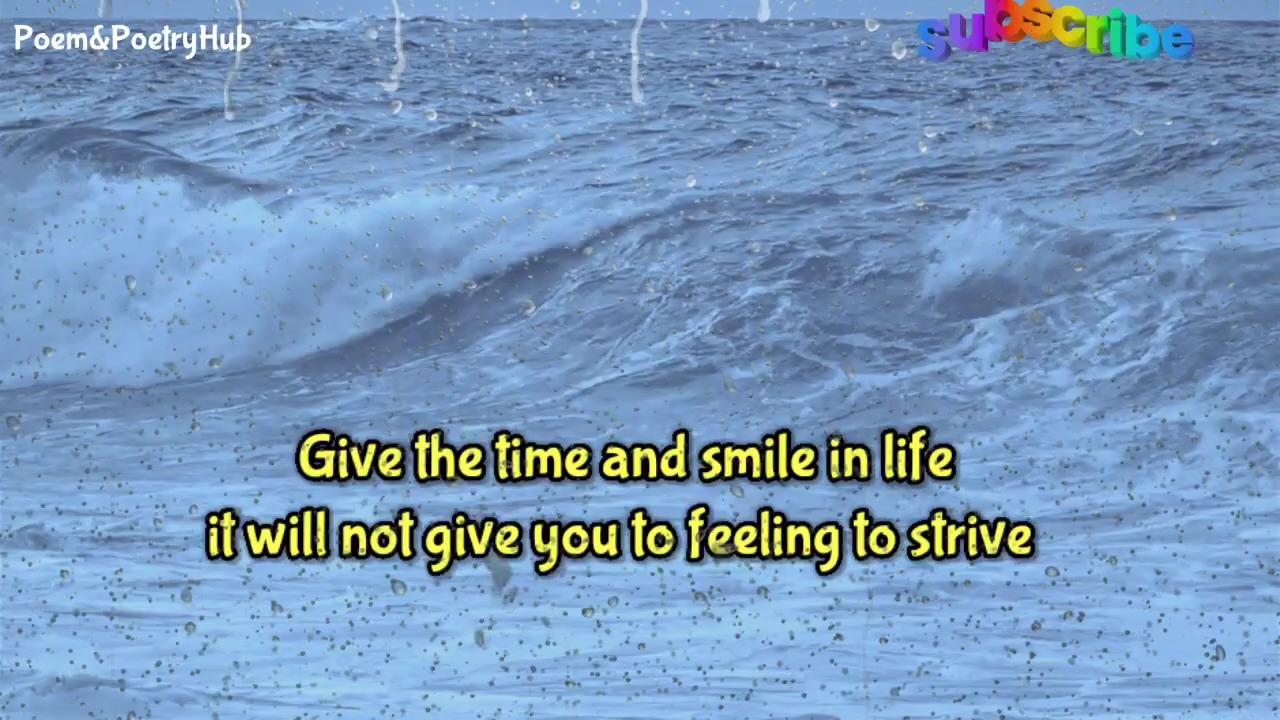 Poem&PoetryHub
subscribe
Give the time and smile in life
it will not give you to feeling to strive